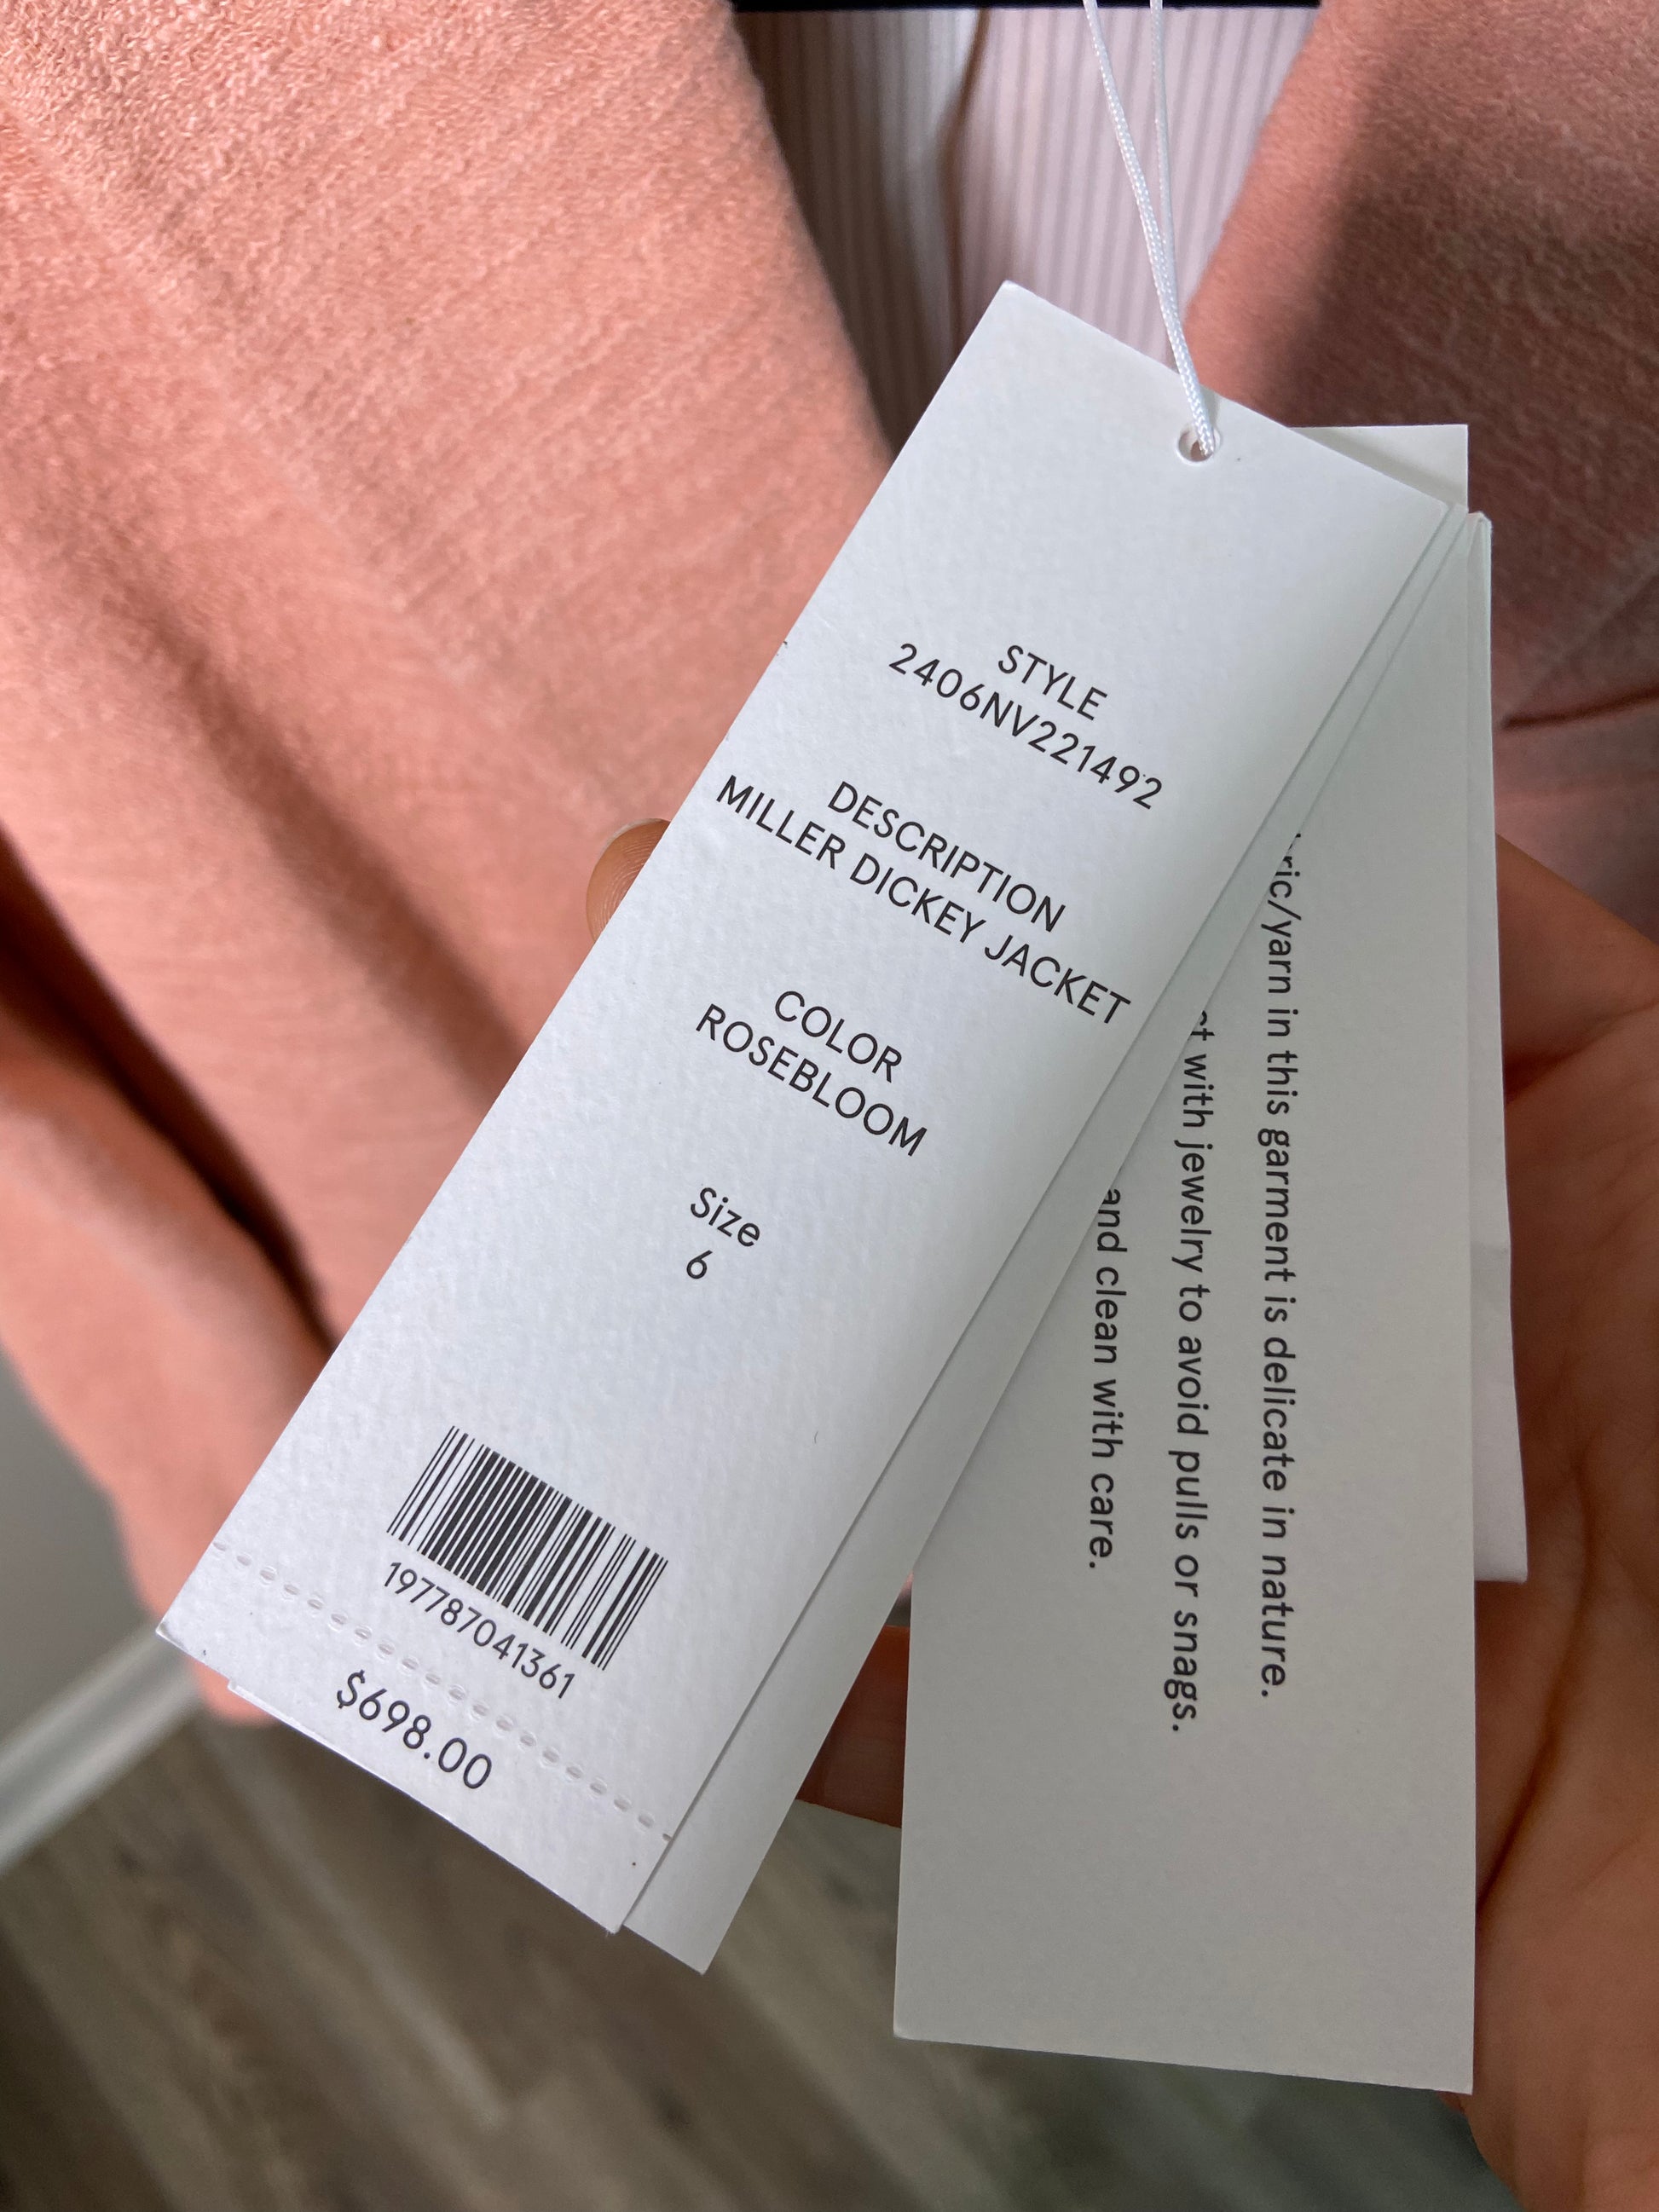 STYLE
2406NV221492
DESCRIPTION
MILLER DICKEY JACKET
COLOR
ROSEBLOOM
Size
6
197787041361
$698.00
in this garment is delicate in nature.
with jewelry to avoid pulls or snags.
and clean with care.